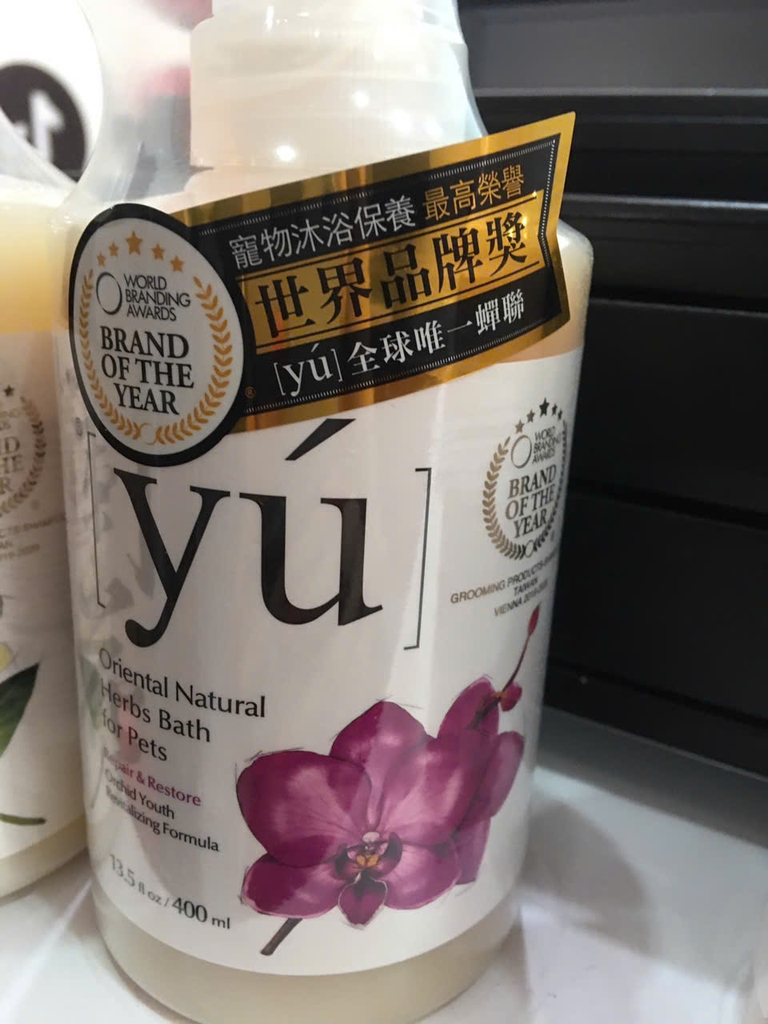 寵物沐浴保養 最高榮譽
世界品牌獎
[yú] 全球唯一蟬聯
WORLD
BRANDING
AWARDS
BRAND
OF THE
YEAR
[yú]
WORLD
BRANDING
AWARDS
BRAND
OF THE
YEAR
GROOMING PRODUCTS
TAIWAN
VIENNA
Oriental Natural
Herbs Bath
for Pets
Repair & Restore
Orchid Youth
Revitalizing Formula
13.5 fl oz / 400 ml